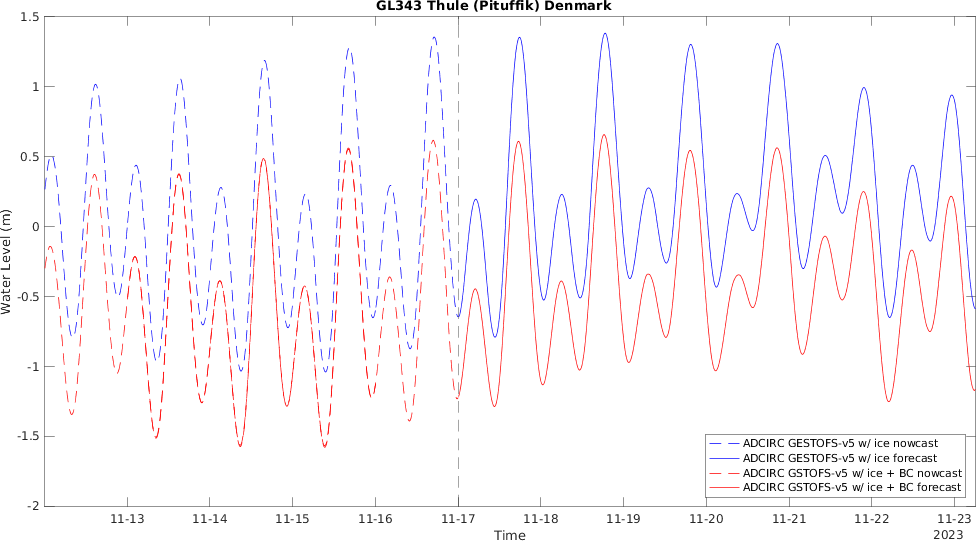 GL343 Thule (Pituffik) Denmark
1.5
1
0.5
0
-0.5
-1
-1.5
-2
Water Level (m)
ADCIRC GESTOFS-v5 w/ ice nowcast
ADCIRC GESTOFS-v5 w/ ice forecast
ADCIRC GSTOFS-v5 w/ ice + BC nowcast
ADCIRC GSTOFS-v5 w/ ice + BC forecast
11-13 11-14 11-15 11-16 11-17 11-18 11-19 11-20 11-21 11-22 11-23
Time 2023